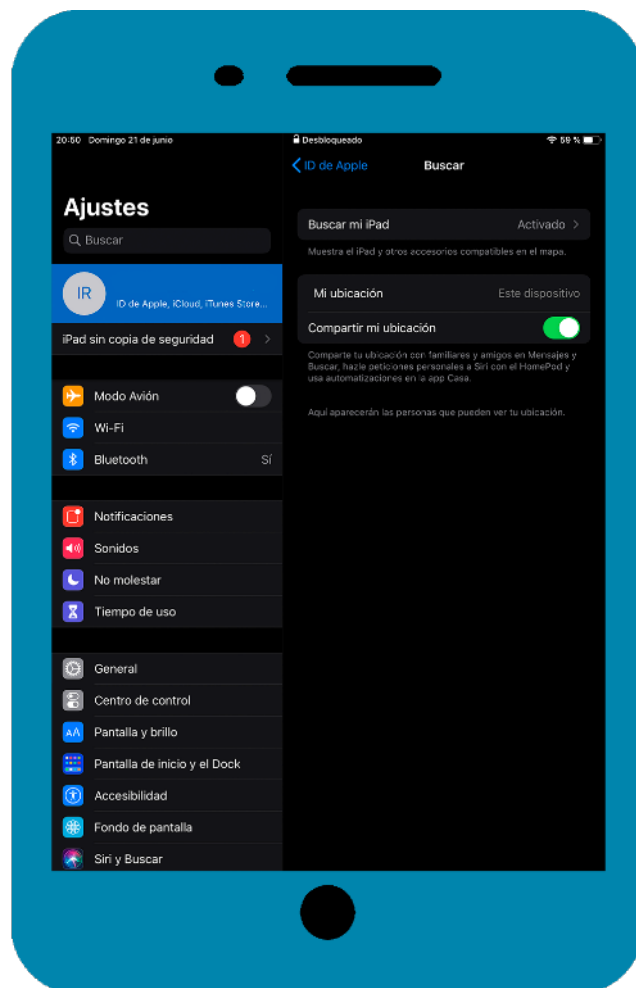 20:50 Domingo 21 de junio
Desbloqueado
59 %
ID de Apple
Buscar
Ajustes
Buscar
IR
ID de Apple, iCloud, iTunes Store...
iPad sin copia de seguridad 1
Modo Avión
Wi-Fi
Bluetooth Sí
Notificaciones
Sonidos
No molestar
Tiempo de uso
General
Centro de control
AA Pantalla y brillo
Pantalla de inicio y el Dock
Accesibilidad
Fondo de pantalla
Siri y Buscar
Buscar mi iPad Activado
Muestra el iPad y otros accesorios compatibles en el mapa.
Mi ubicación Este dispositivo
Compartir mi ubicación
Comparte tu ubicación con familiares y amigos en Mensajes y
Buscar, hazle peticiones personales a Siri con el HomePod y
usa automatizaciones en la app Casa.
Aquí aparecerán las personas que pueden ver tu ubicación.